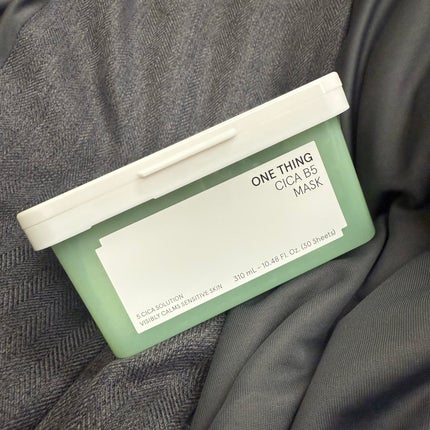 ONE THING
CICA B5
MASK
5 CICA SOLUTION
VISIBLY CALMS SENSITIVE SKIN
310 mL – 10.48 Fl. Oz. (30 Sheets)